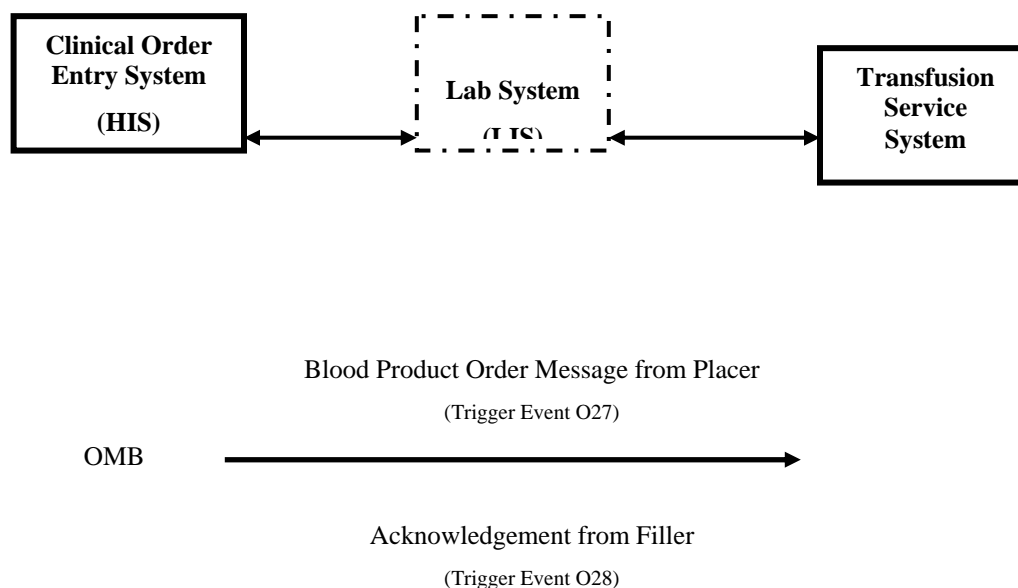 Clinical Order
Entry System
(HIS)
Lab System
(LIS)
Transfusion
Service
System
Blood Product Order Message from Placer
(Trigger Event O27)
OMB
Acknowledgement from Filler
(Trigger Event O28)